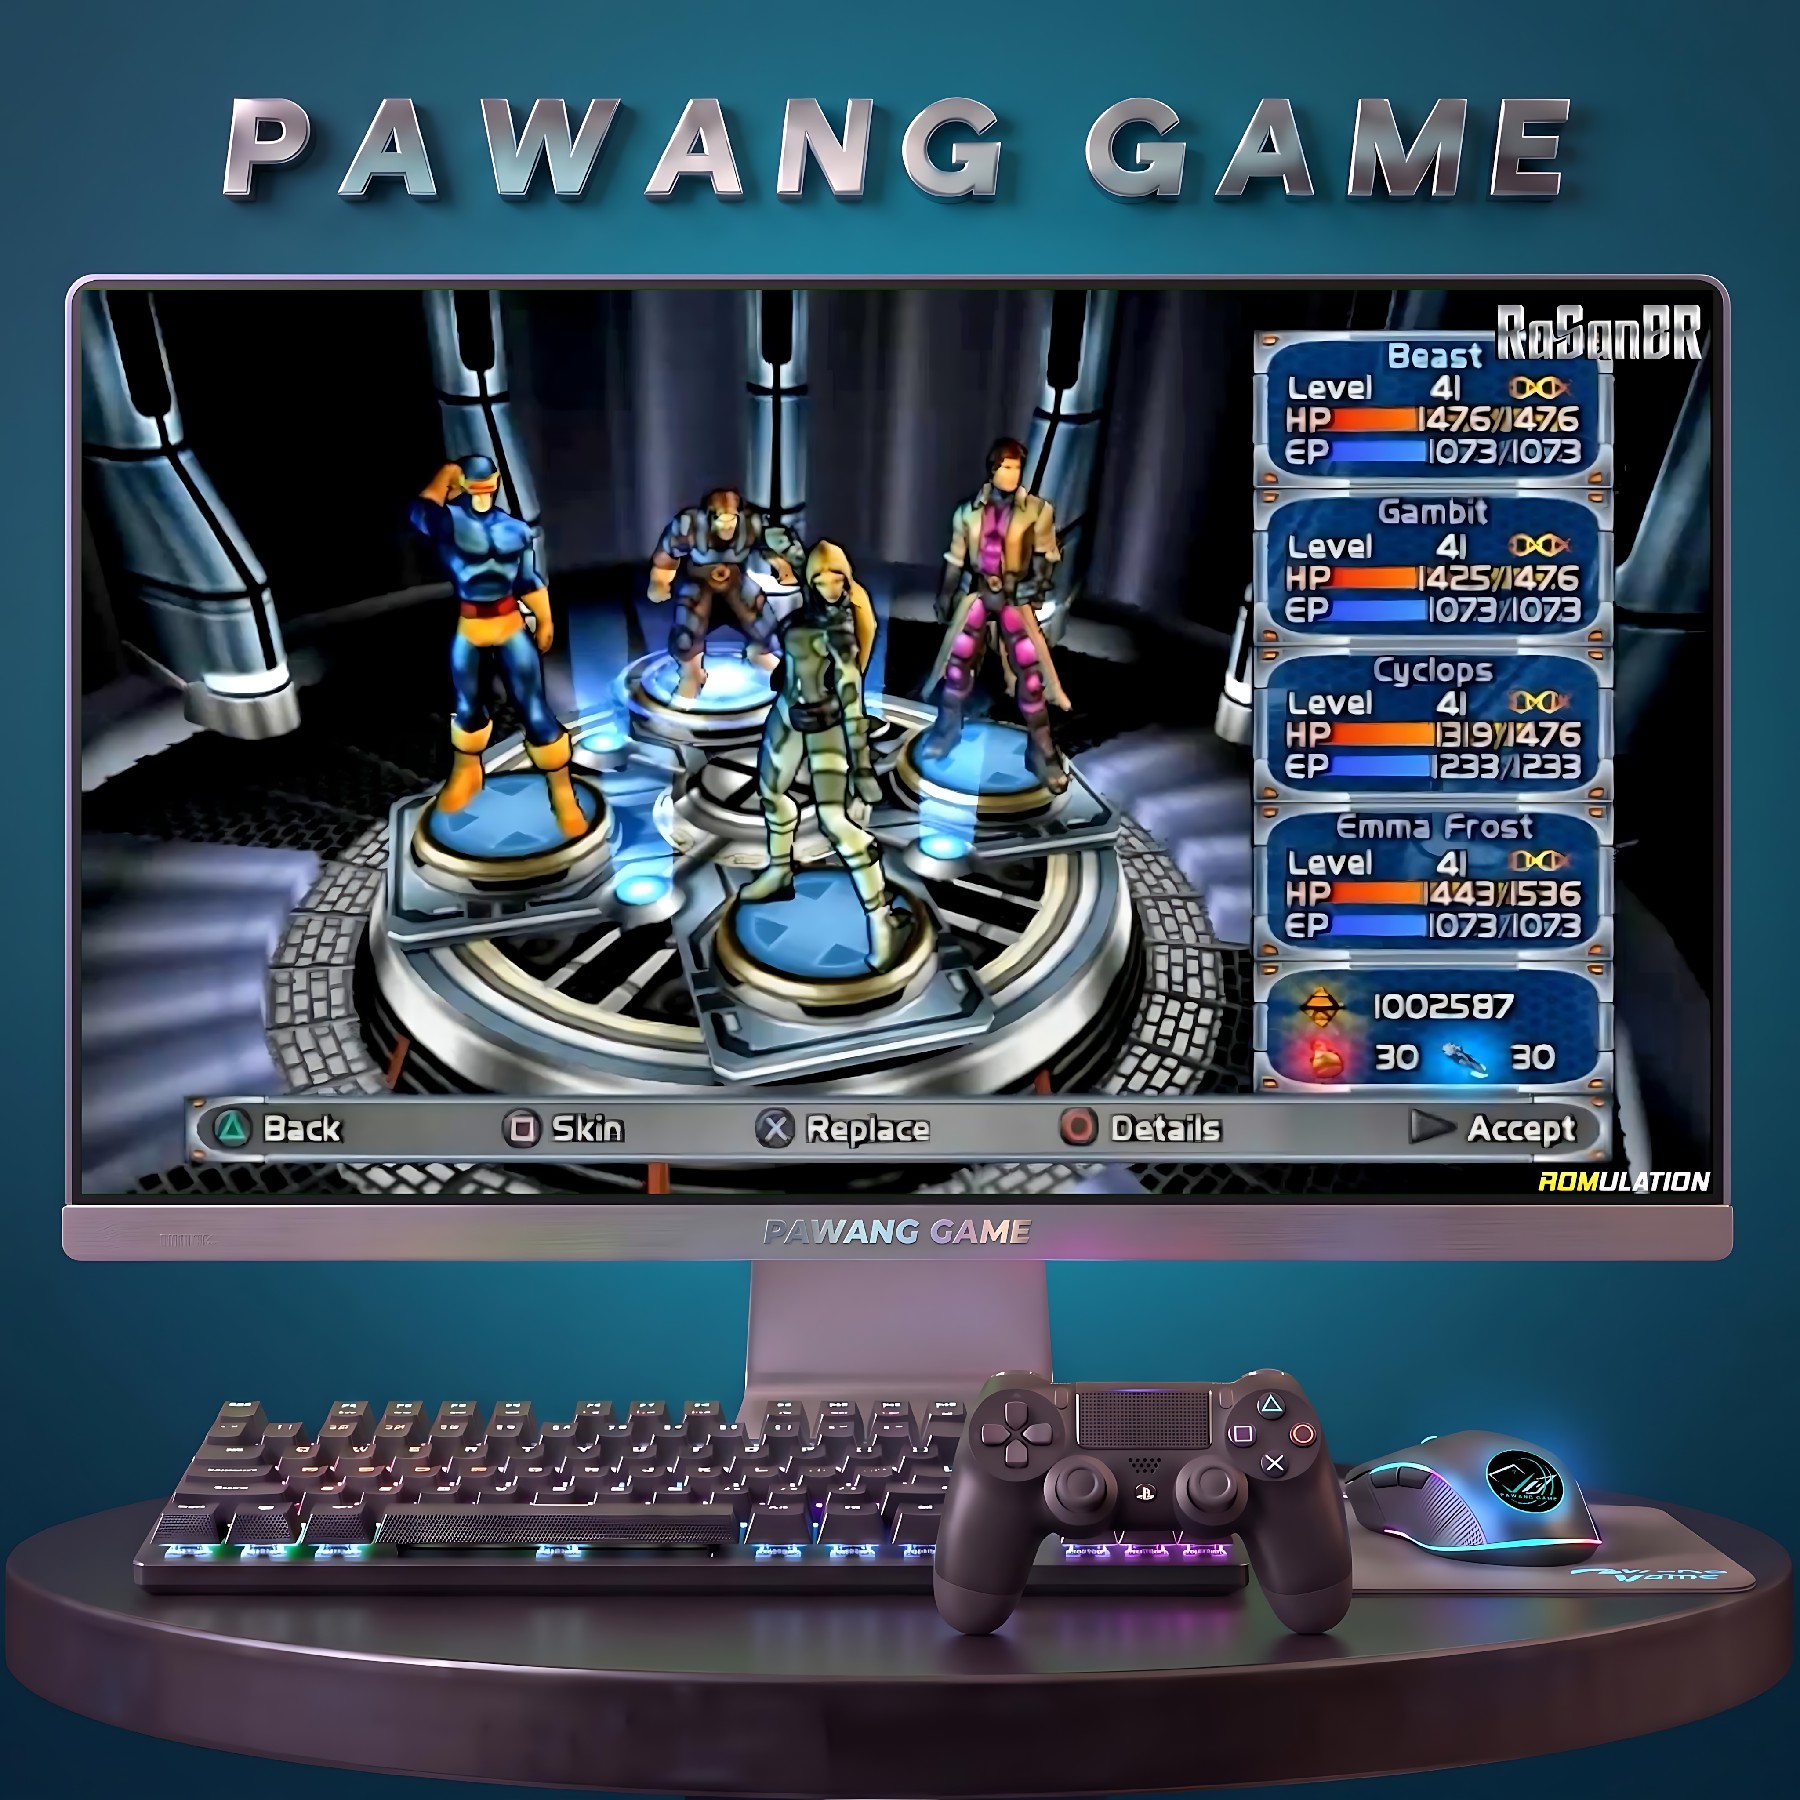 PAWANG GAME
RaSanBR
Beast
Level 41
HP 1476/1476
EP 1073/1073
Gambit
Level 41
HP 1425/1476
EP 1073/1073
Cyclops
Level 41
HP 1319/1476
EP 1233/1233
Emma Frost
Level 41
HP 1443/1536
EP 1073/1073
1002587
30 30
Back Skin Replace Details Accept
ROMULATION
PAWANG GAME
PAWANG GAME